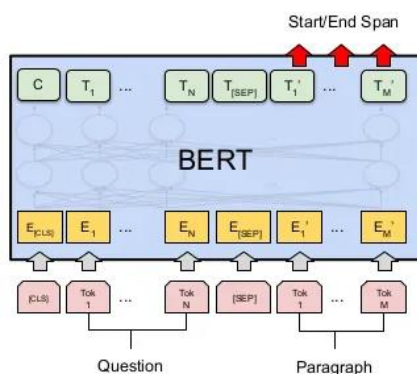 Start/End Span
C T1 ... TN T[SEP] T1' ... TM'
BERT
E[CLS] E1 ... EN E[SEP] E1' ... EM'
[CLS] Tok 1 ... Tok N [SEP] Tok 1 ... Tok M
Question Paragraph